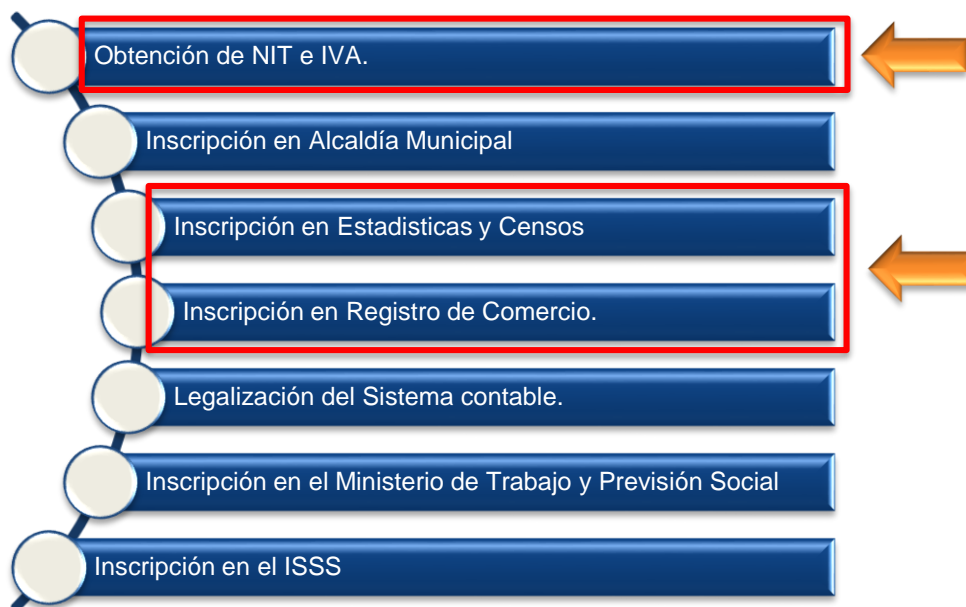 Obtención de NIT e IVA.
Inscripción en Alcaldía Municipal
Inscripción en Estadisticas y Censos
Inscripción en Registro de Comercio.
Legalización del Sistema contable.
Inscripción en el Ministerio de Trabajo y Previsión Social
Inscripción en el ISSS